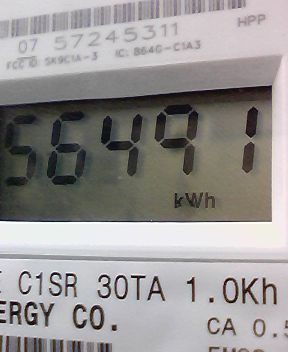 HPP
07 57245311
FCC ID: SK9C1A-3 IC: 864G-C1A3
56491
kWh
C1SR 30TA 1.0Kh
ERGY CO.
CA 0.5